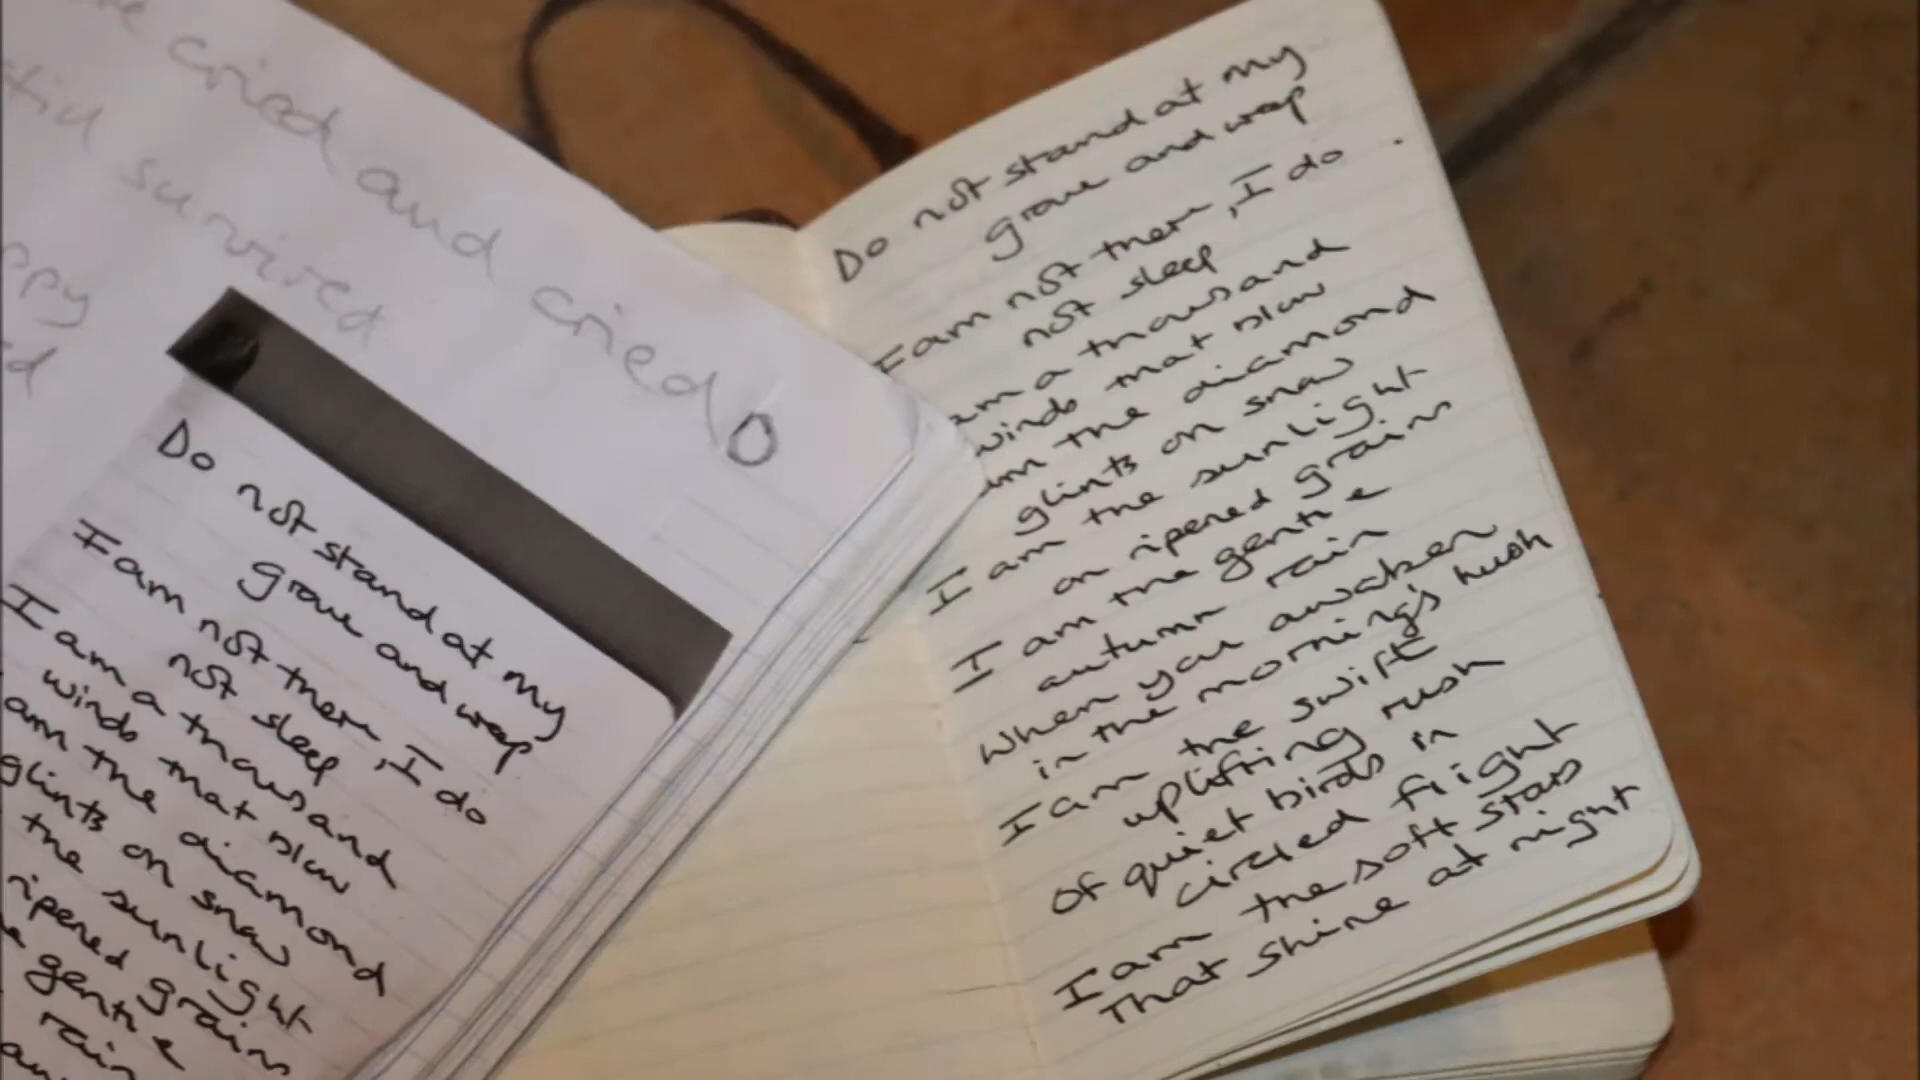 cried and cried
survived
Do not stand at my
grave and weep
I am not there, I do
not sleep
I am a thousand
winds that blow
am the diamond
glints on snow
the sunlight
ripened grain
gentle
rain
Do not stand at my
grave and weep
I am not there, I do
not sleep
am a thousand
winds that blow
am the diamond
glints on snow
I am the sunlight
on ripened grain
I am the gentle
autumn rain
When you awaken
in the morning's hush
I am the swift
uplifting rush
Of quiet birds in
circled flight
I am the soft stars
That shine at night